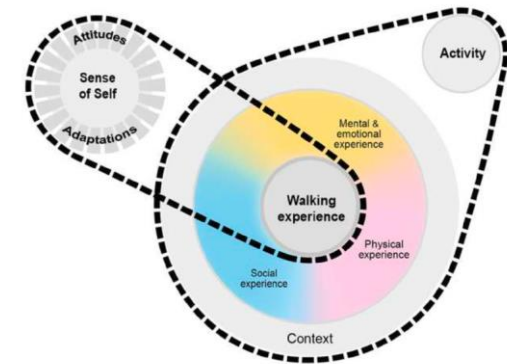 Attitudes
Sense
of Self
Adaptations
Activity
Mental &
emotional experience
Walking
experience
Physical
experience
Social
experience
Context